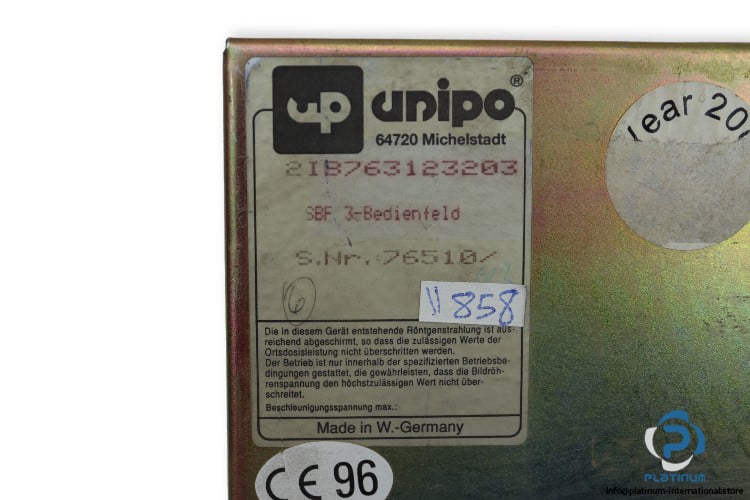 unipo®
64720 Michelstadt
2IB763123203
SBF 3-Bedienfeld
S.Nr. 76510/
6
858
Die in diesem Gerät entstehende Röntgenstrahlung ist aus-
reichend abgeschirmt, so dass die zulässigen Werte der
Ortsdosisleistung nicht überschritten werden.
Der Betrieb ist nur innerhalb der spezifizierten Betriebsbe-
dingungen gestattet, die gewährleisten, dass die Bildröh-
renspannung den höchstzulässigen Wert nicht über-
schreitet.
Beschleunigungsspannung max.:
Made in W.-Germany
CE 96
PLATINUM
info@platinum-international.store